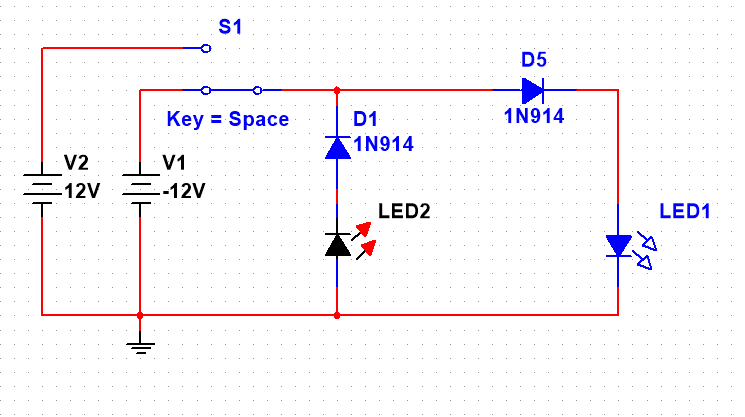 S1
D5
Key = Space
D1
1N914
1N914
V2
12V
V1
-12V
LED2
LED1